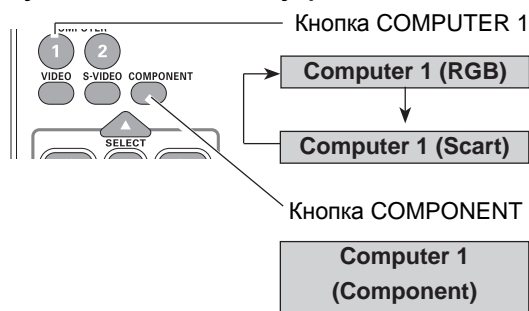 Кнопка COMPUTER 1
1 2
VIDEO S-VIDEO COMPONENT
SELECT
Computer 1 (RGB)
Computer 1 (Scart)
Кнопка COMPONENT
Computer 1
(Component)